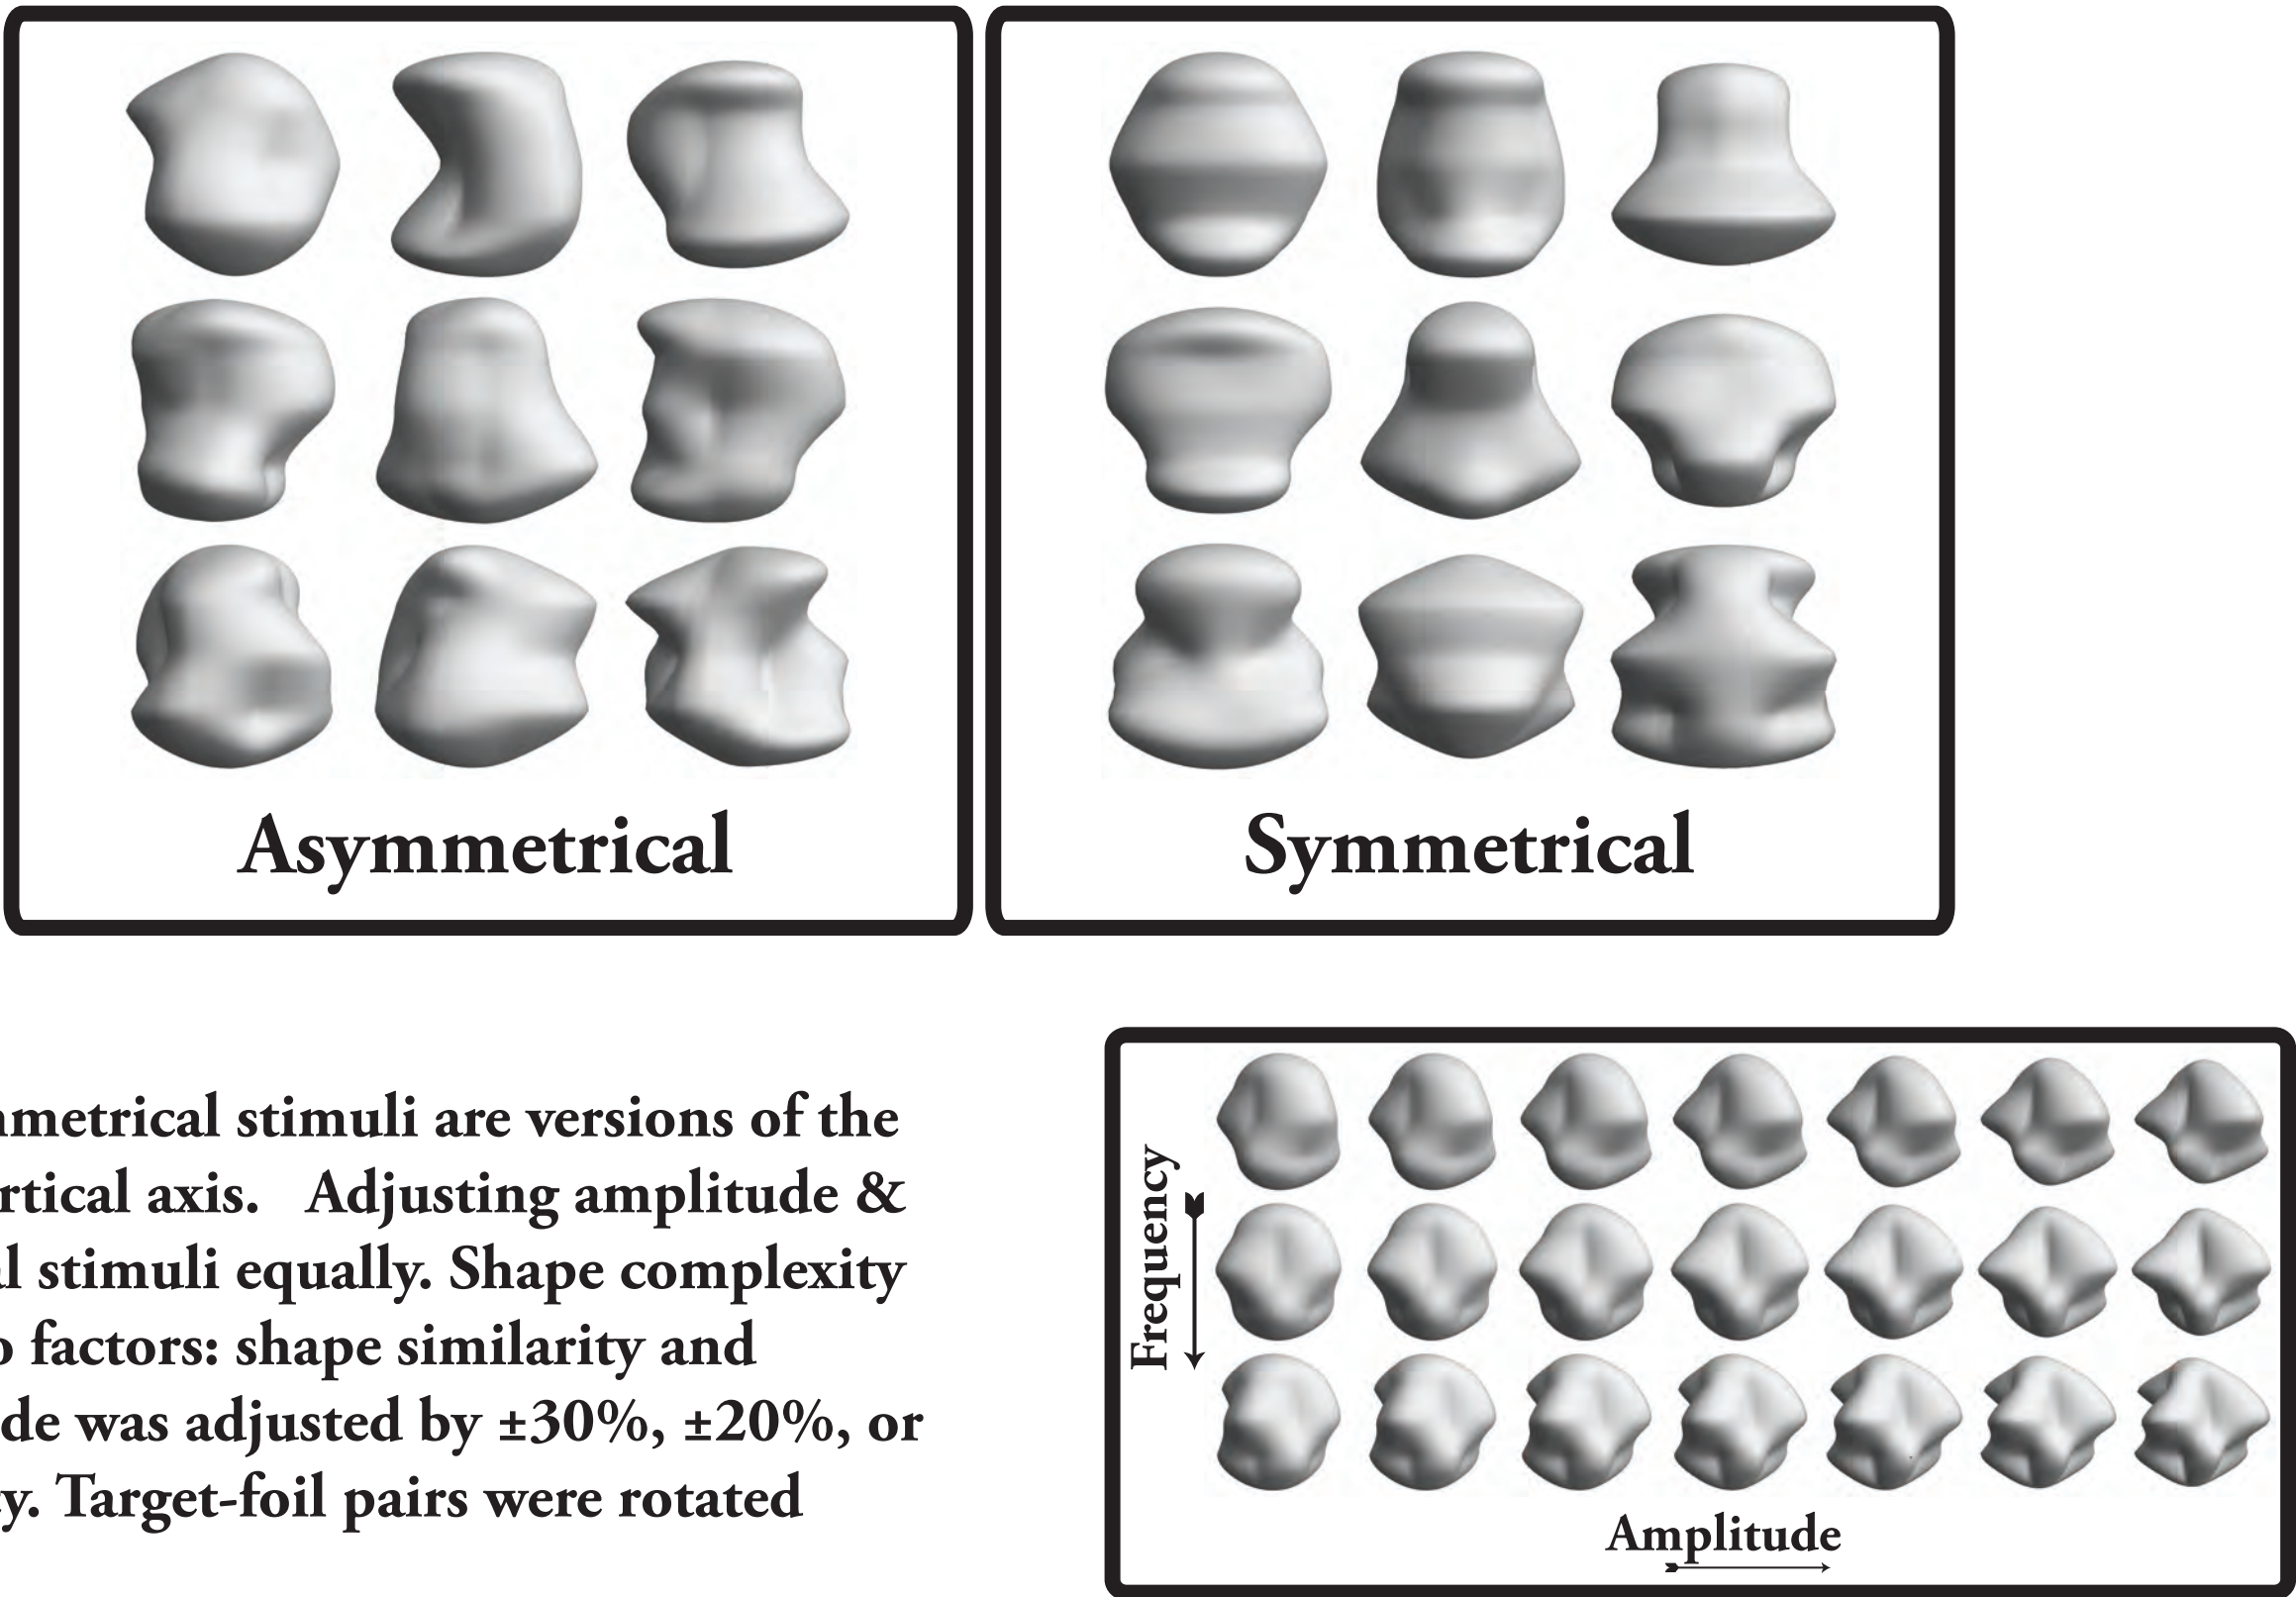 Asymmetrical
Symmetrical
metrical stimuli are versions of the
rtical axis. Adjusting amplitude &
l stimuli equally. Shape complexity
factors: shape similarity and
de was adjusted by ±30%, ±20%, or
y. Target-foil pairs were rotated
Frequency
Amplitude